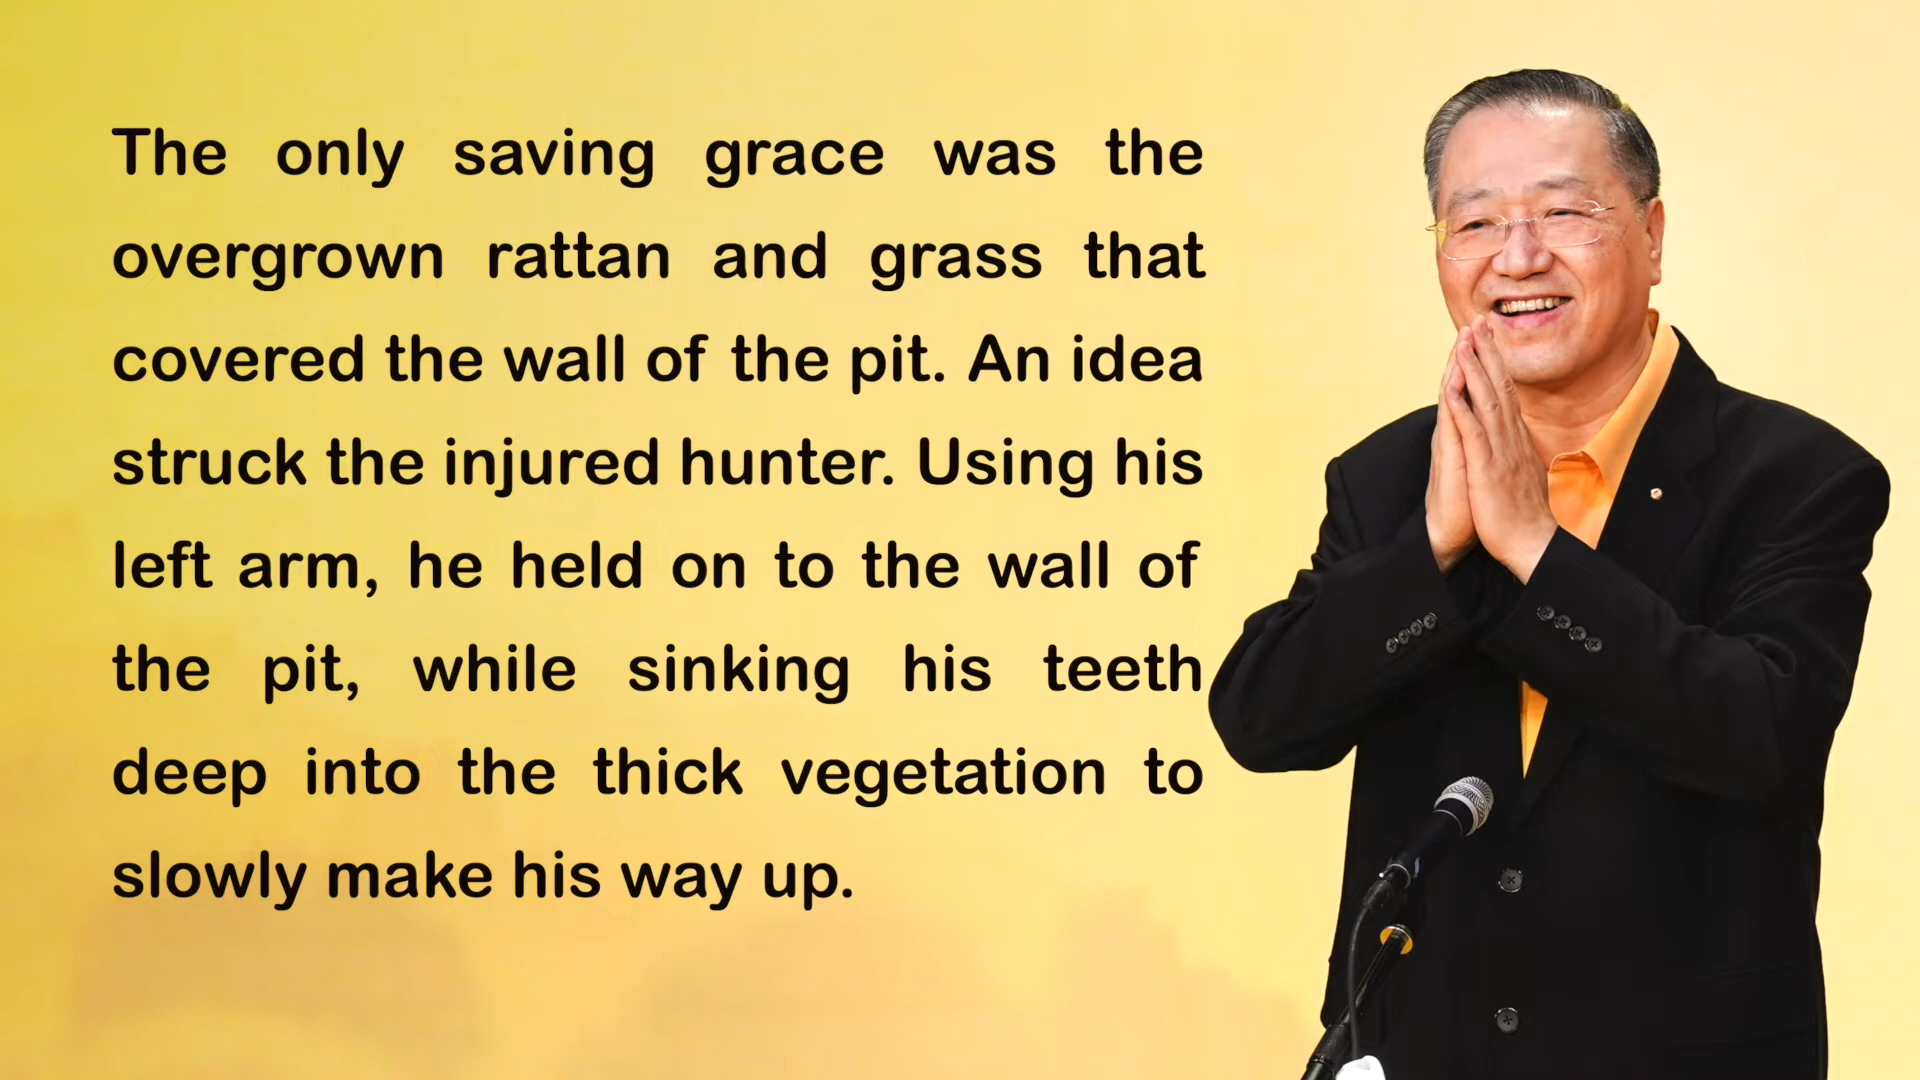 The only saving grace was the
overgrown rattan and grass that
covered the wall of the pit. An idea
struck the injured hunter. Using his
left arm, he held on to the wall of
the pit, while sinking his teeth
deep into the thick vegetation to
slowly make his way up.